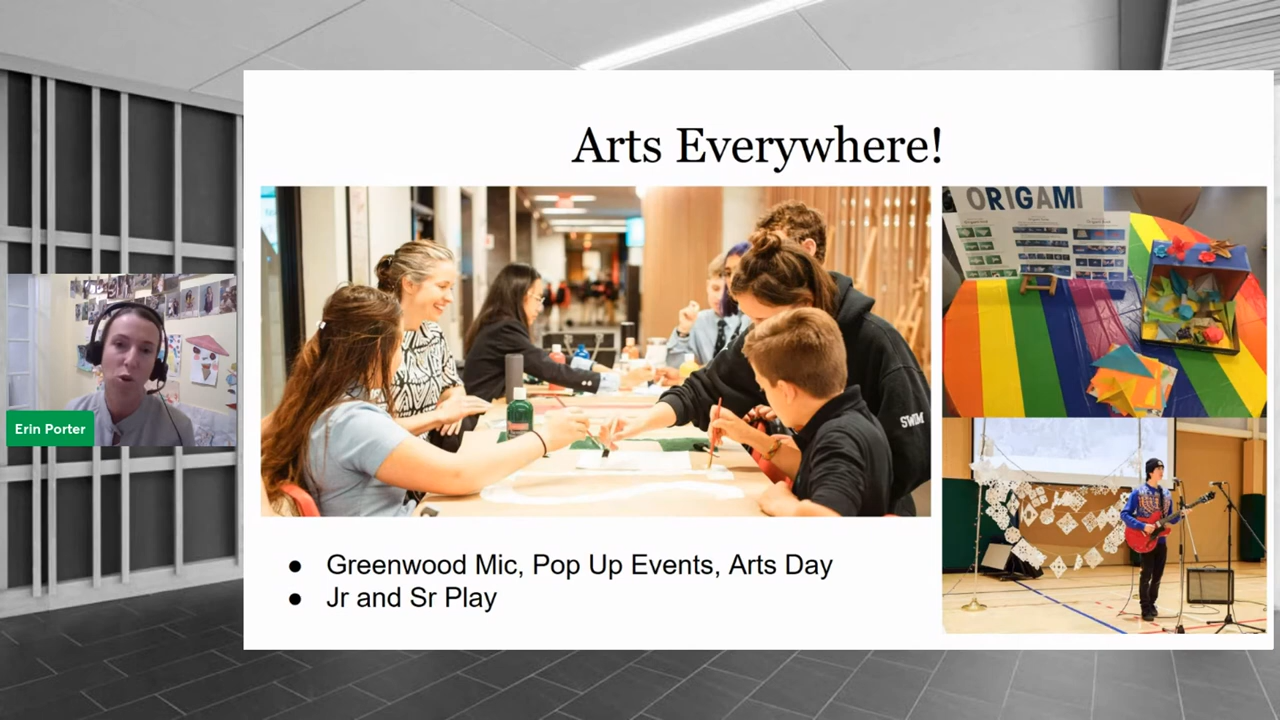 Arts Everywhere!
ORIGAMI
SWIM
Erin Porter
● Greenwood Mic, Pop Up Events, Arts Day
● Jr and Sr Play